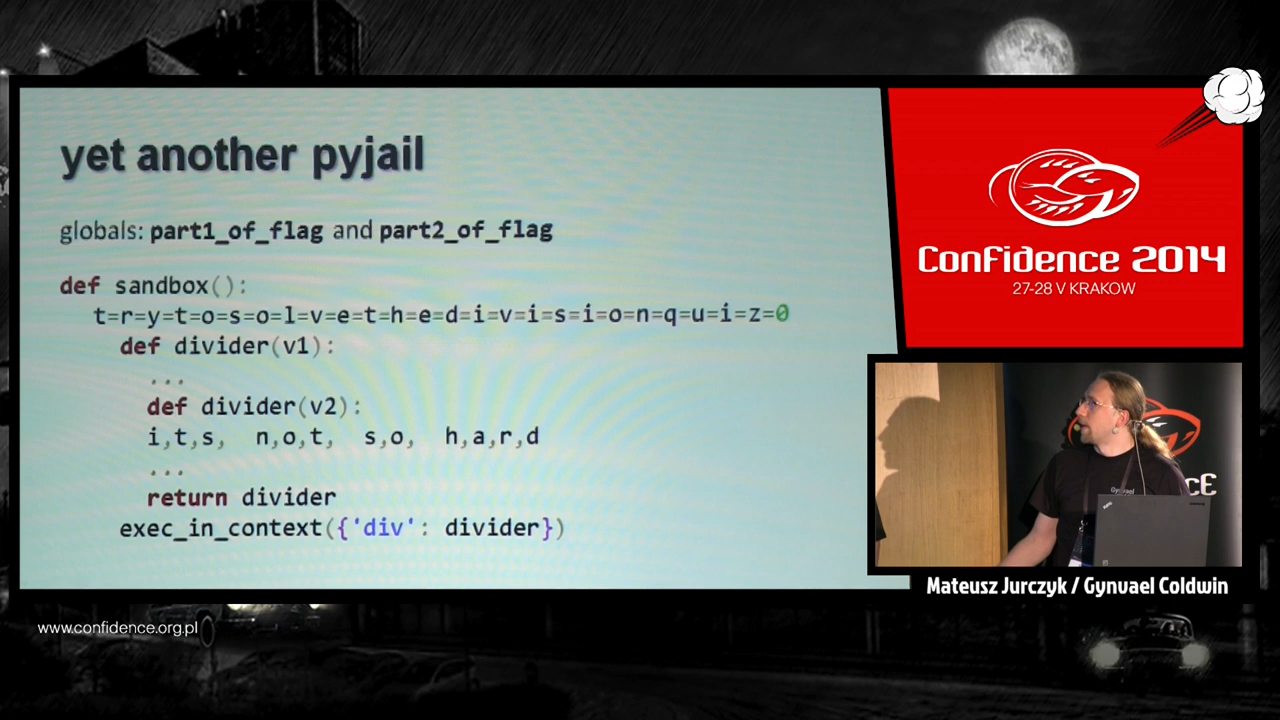 yet another pyjail
globals: part1_of_flag and part2_of_flag
def sandbox():
t=r=y=t=o=s=o=l=v=e=t=h=e=d=i=v=i=s=i=o=n=q=u=i=z=0
def divider(v1):
...
def divider(v2):
i,t,s, n,o,t, s,o, h,a,r,d
...
return divider
exec_in_context({'div': divider})
Confidence 2014
27-28 V KRAKOW
Gynvael
Mateusz Jurczyk / Gynvael Coldwin
www.confidence.org.pl